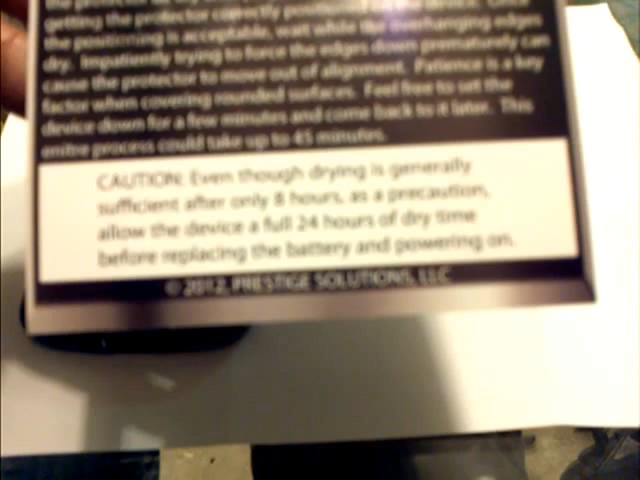 getting the protector correctly
the positioning is acceptable, wait while the overhanging edges
dry. Impatiently trying to force the edges down prematurely can
cause the protector to move out of alignment. Patience is a key
factor when covering rounded surfaces. Feel free to set the
device down for a few minutes and come back to it later. This
entire process could take up to 45 minutes.
CAUTION: Even though drying is generally
sufficient after only 8 hours, as a precaution,
allow the device a full 24 hours of dry time
before replacing the battery and powering on.
© 2012, PRESTIGE SOLUTIONS, LLC